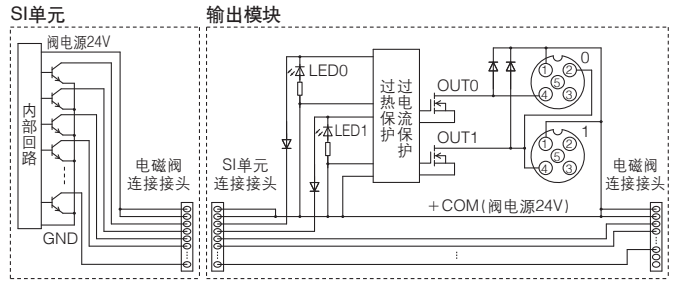 SI单元
输出模块
阀电源24V
内部回路
GND
电磁阀
连接接头
SI单元
连接接头
LED0
LED1
过热保护
过电流保护
OUT0
OUT1
0
1 2
5
4 3
1
1 2
5
4 3
+COM(阀电源24V)
电磁阀
连接接头